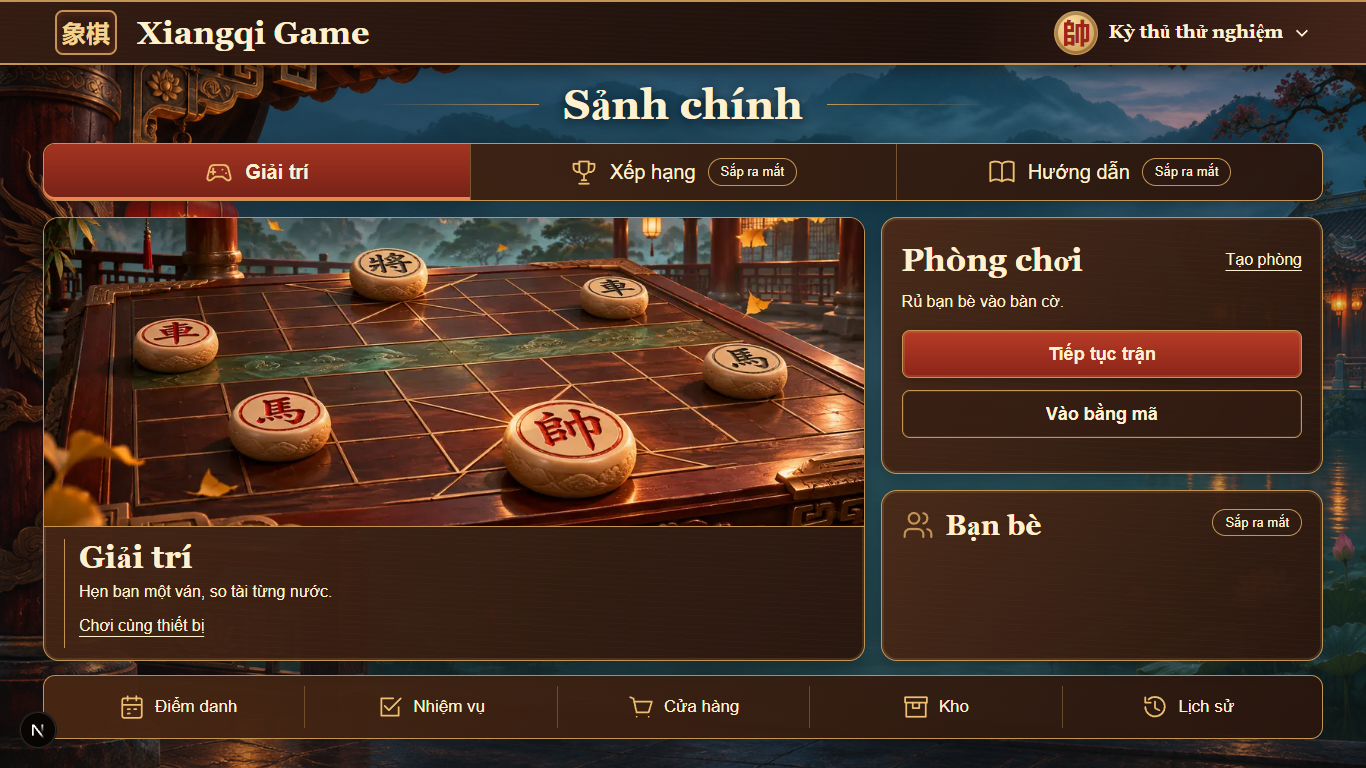 象棋 Xiangqi Game
帥 Kỳ thủ thử nghiệm
Sảnh chính
Giải trí
Xếp hạng Sắp ra mắt
Hướng dẫn Sắp ra mắt
將
車
車
馬
馬
帥
Giải trí
Hẹn bạn một ván, so tài từng nước.
Chơi cùng thiết bị
Phòng chơi
Tạo phòng
Rủ bạn bè vào bàn cờ.
Tiếp tục trận
Vào bằng mã
Bạn bè Sắp ra mắt
Điểm danh
Nhiệm vụ
Cửa hàng
Kho
Lịch sử
N